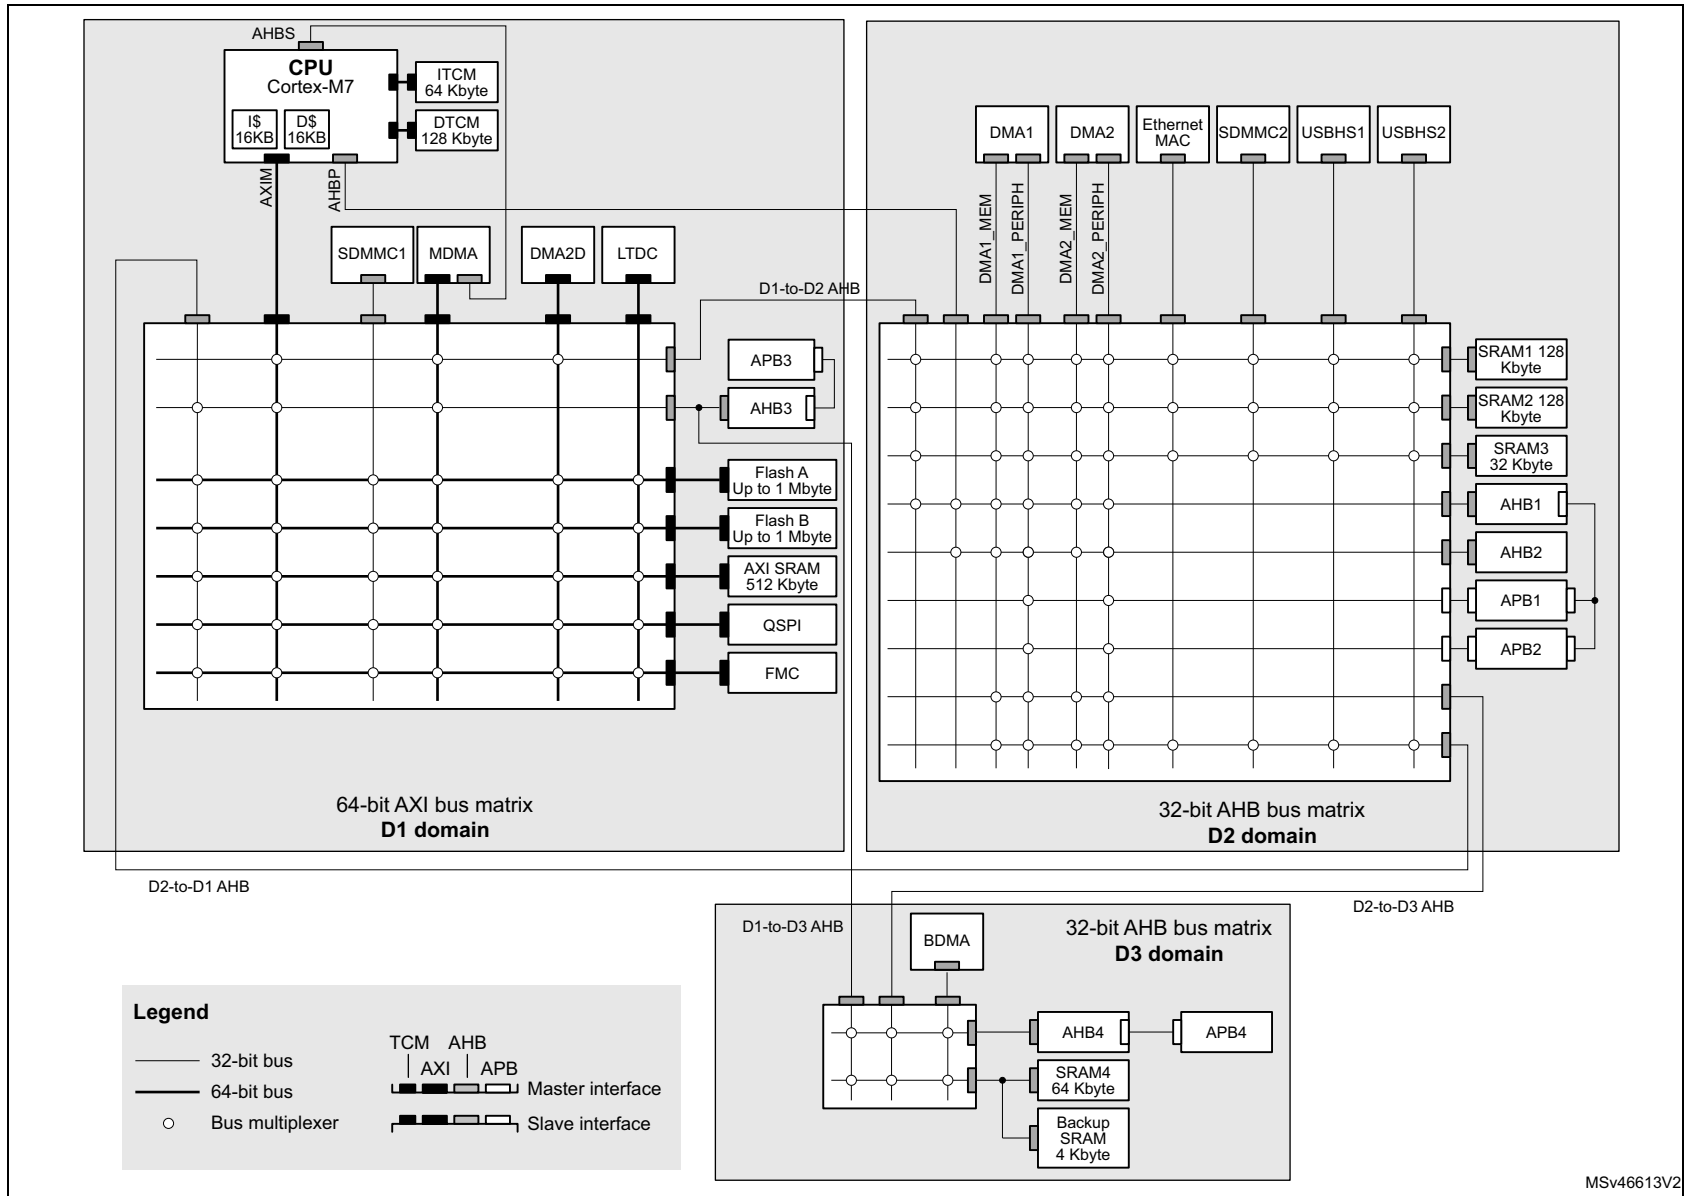 AHBS
CPU
Cortex-M7
I$
16KB
D$
16KB
ITCM
64 Kbyte
DTCM
128 Kbyte
AXIM
AHBP
SDMMC1
MDMA
DMA2D
LTDC
D1-to-D2 AHB
APB3
AHB3
Flash A
Up to 1 Mbyte
Flash B
Up to 1 Mbyte
AXI SRAM
512 Kbyte
QSPI
FMC
64-bit AXI bus matrix
D1 domain
DMA1
DMA2
Ethernet
MAC
SDMMC2
USBHS1
USBHS2
DMA1_MEM
DMA1_PERIPH
DMA2_MEM
DMA2_PERIPH
SRAM1 128
Kbyte
SRAM2 128
Kbyte
SRAM3
32 Kbyte
AHB1
AHB2
APB1
APB2
32-bit AHB bus matrix
D2 domain
D2-to-D1 AHB
D2-to-D3 AHB
D1-to-D3 AHB
BDMA
32-bit AHB bus matrix
D3 domain
AHB4
APB4
SRAM4
64 Kbyte
Backup
SRAM
4 Kbyte
Legend
32-bit bus
64-bit bus
Bus multiplexer
TCM
AHB
AXI
APB
Master interface
Slave interface
MSv46613V2